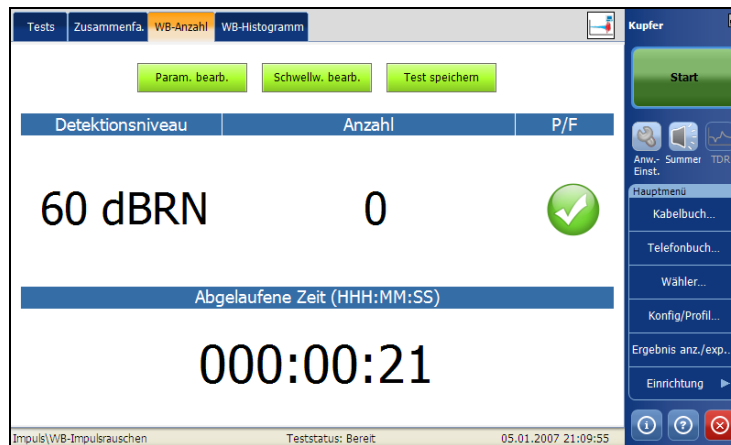 Tests Zusammenfa. WB-Anzahl WB-Histogramm
Param. bearb. Schwellw. bearb. Test speichern
Detektionsniveau Anzahl P/F
60 dBRN 0
Abgelaufene Zeit (HHH:MM:SS)
000:00:21
Impuls\WB-Impulsrauschen Teststatus: Bereit 05.01.2007 21:09:55
Kupfer
Start
Anw.- Summer TDR
Einst.
Hauptmenü
Kabelbuch...
Telefonbuch...
Wähler...
Konfig/Profil...
Ergebnis anz./exp..
Einrichtung